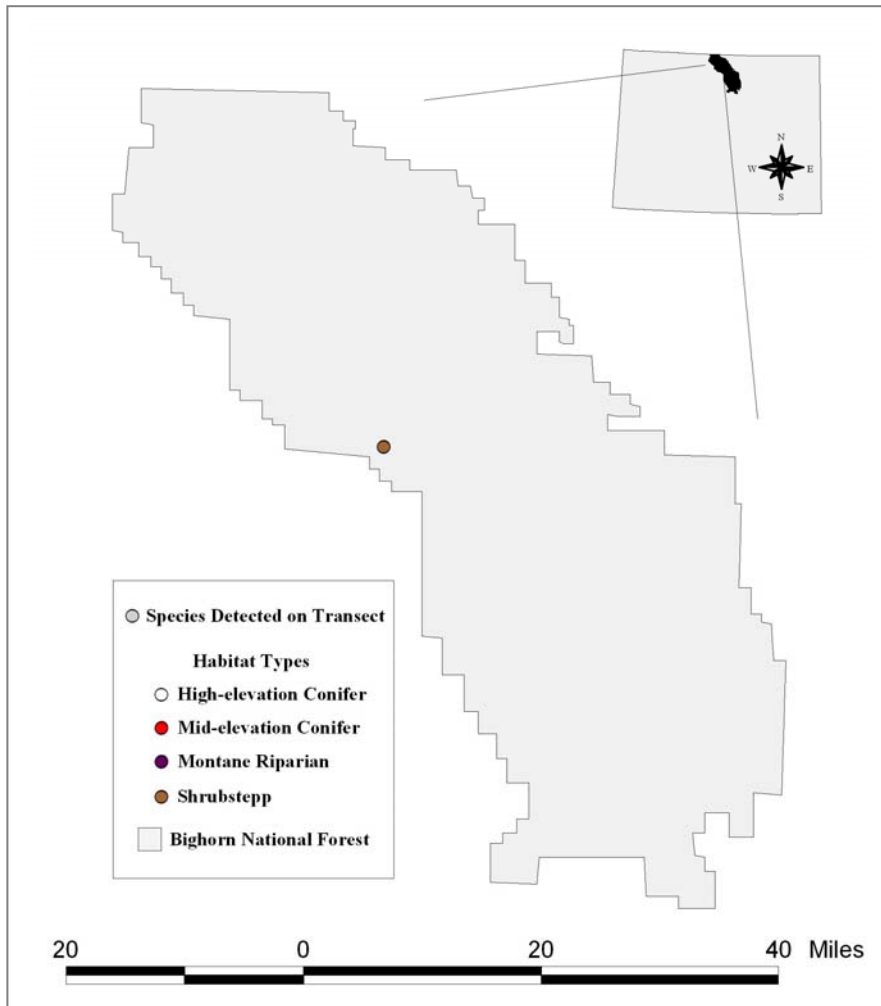 N
W E
S
Species Detected on Transect
Habitat Types
High-elevation Conifer
Mid-elevation Conifer
Montane Riparian
Shrubstepp
Bighorn National Forest
20 0 20 40 Miles